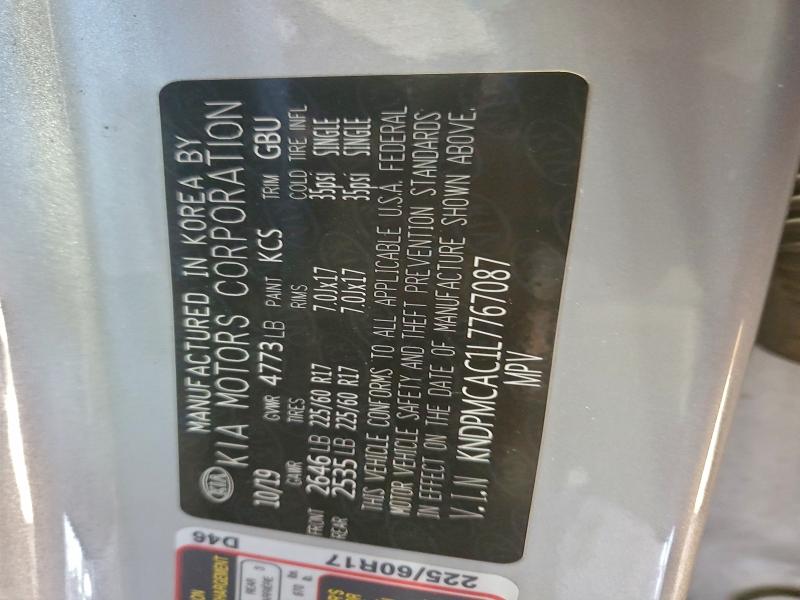 MANUFACTURED IN KOREA BY
KIA KIA MOTORS CORPORATION
10/19 GVWR 4773 LB PAINT KCS TRIM GBU
GAWR TIRES RIMS COLD TIRE INFL
FRONT 2646 LB 225/60 R17 7.0Jx17 35psi SINGLE
REAR 2535 LB 225/60 R17 7.0Jx17 35psi SINGLE
THIS VEHICLE CONFORMS TO ALL APPLICABLE U.S.A. FEDERAL
MOTOR VEHICLE SAFETY AND THEFT PREVENTION STANDARDS
IN EFFECT ON THE DATE OF MANUFACTURE SHOWN ABOVE.
V.I.N KNDPMCAC1L7767087
MPV
D46
225/60R17
REAR